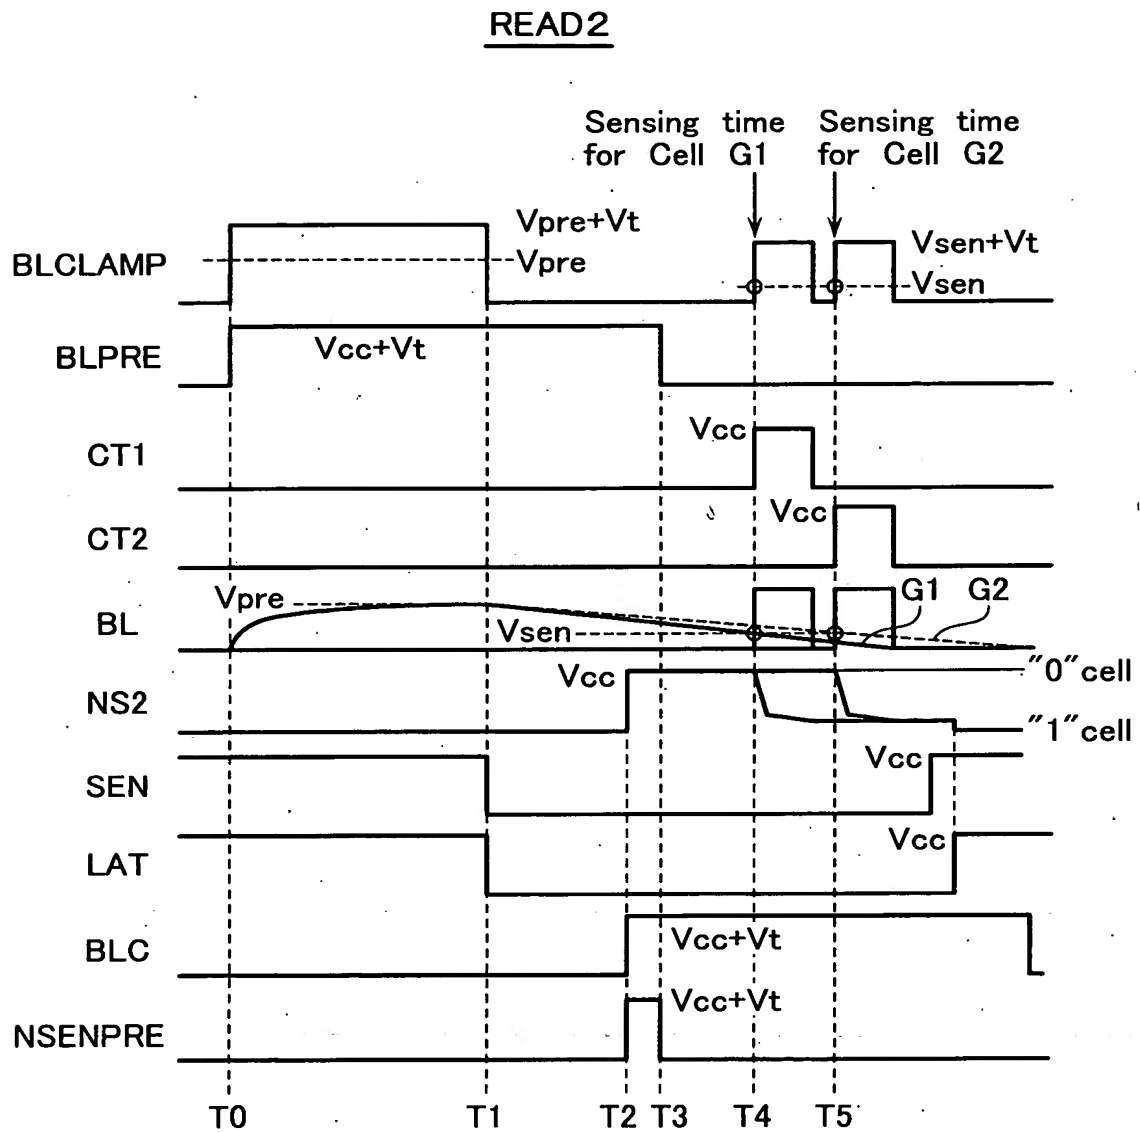 READ2
Sensing time for Cell G1
Sensing time for Cell G2
BLCLAMP
Vpre+Vt
Vpre
Vsen+Vt
Vsen
BLPRE
Vcc+Vt
CT1
Vcc
CT2
Vcc
BL
Vpre
Vsen
G1
G2
NS2
Vcc
"0"cell
"1"cell
SEN
Vcc
LAT
Vcc
BLC
Vcc+Vt
NSENPRE
Vcc+Vt
T0
T1
T2
T3
T4
T5